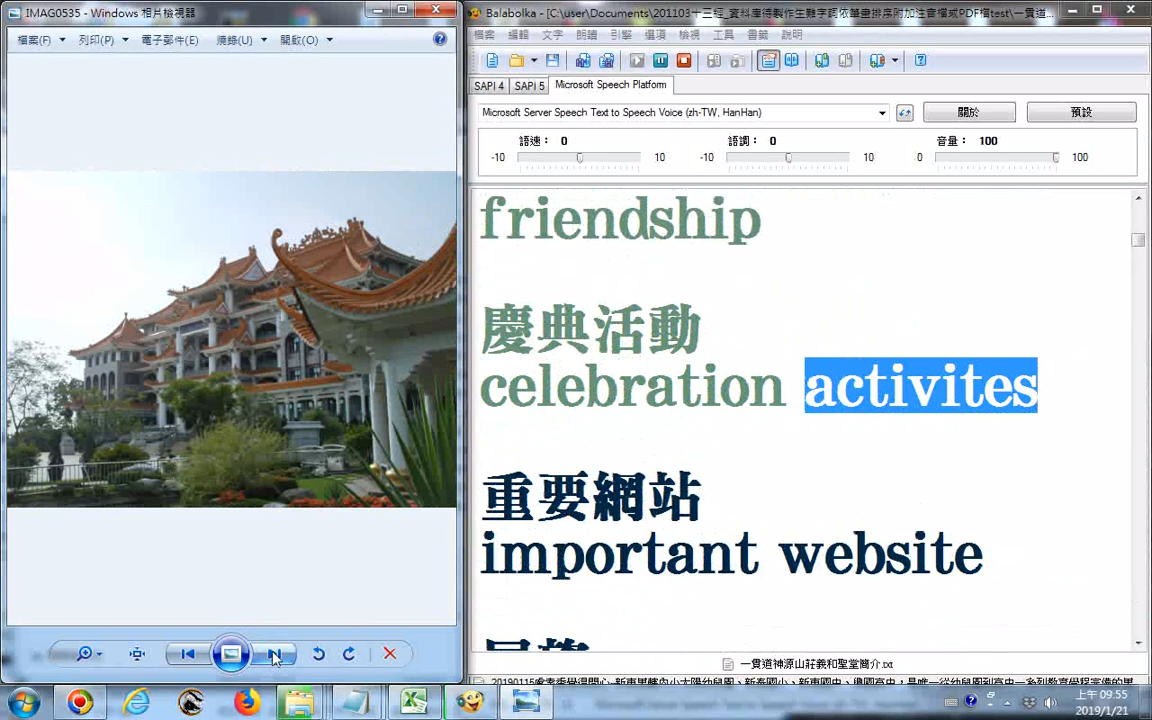 IMAG0535 - Windows 相片檢視器
檔案(F) 列印(P) 電子郵件(E) 燒錄(U) 開啟(O)
Balabolka - [C:\user\Documents\201103十三經_資料庫待製作生難字詞依筆畫排序附加注音檔或PDF檔test\一貫道...
檔案 編輯 文字 朗讀 引擎 選項 檢視 工具 書籤 說明
SAPI 4 SAPI 5 Microsoft Speech Platform
Microsoft Server Speech Text to Speech Voice (zh-TW, HanHan)
關於 預設
語速： 0 語調： 0 音量： 100
-10 10 -10 10 0 100
friendship
慶典活動
celebration activites
重要網站
important website
一貫道神源山莊義和聖堂簡介.txt
上午 09:55
2019/1/21